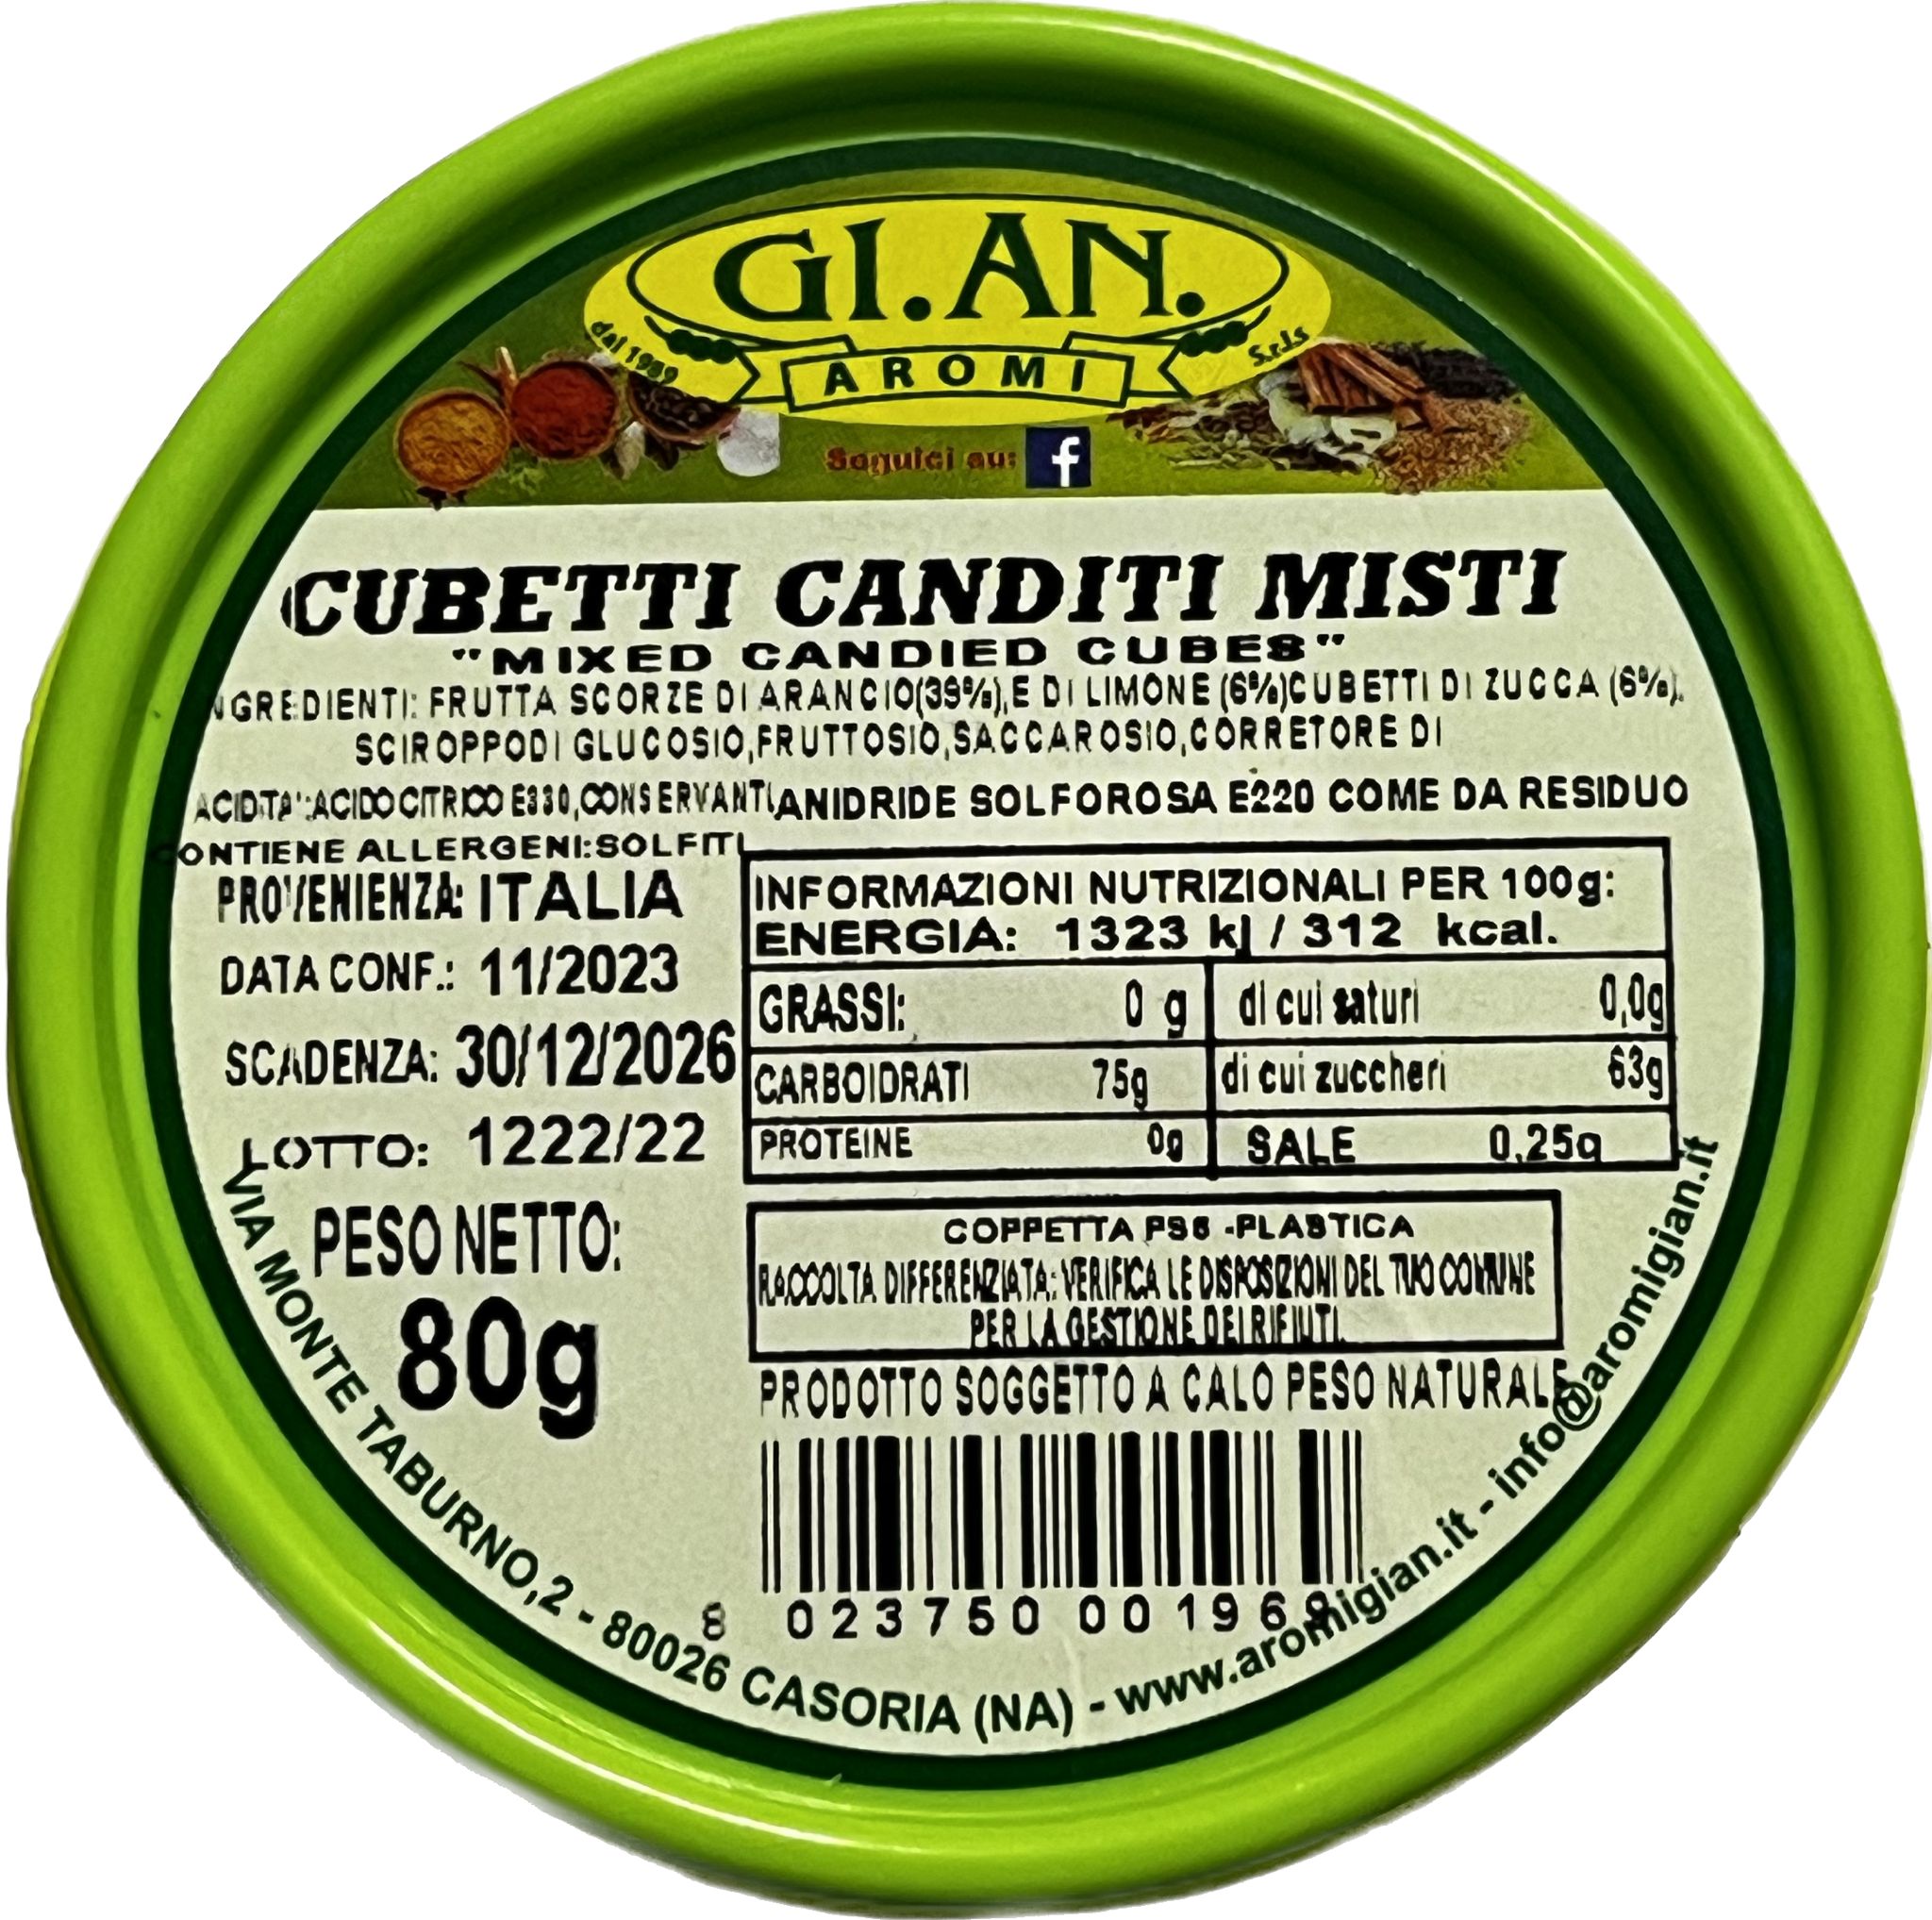 GI.AN.
dal 1989
AROMI
S.r.l.s
Seguici su: f
CUBETTI CANDITI MISTI
"MIXED CANDIED CUBES"
NGREDIENTI: FRUTTA SCORZE DI ARANCIO(39%),E DI LIMONE (6%)CUBETTI DI ZUCCA (6%).
SCIROPPODI GLUCOSIO,FRUTTOSIO,SACCAROSIO,CORRETORE DI
ACIDITA':ACIDO CITRICO E330,CONSERVANTI ANIDRIDE SOLFOROSA E220 COME DA RESIDUO
CONTIENE ALLERGENI:SOLFITI
PROVENIENZA: ITALIA
DATA CONF.: 11/2023
SCADENZA: 30/12/2026
LOTTO: 1222/22
PESO NETTO:
80g
INFORMAZIONI NUTRIZIONALI PER 100g:
ENERGIA: 1323 kJ / 312 kcal.
GRASSI: 0 g di cui saturi 0,0g
CARBOIDRATI 75g di cui zuccheri 63g
PROTEINE 0g SALE 0,25g
COPPETTA PS6 -PLASTICA
RACCOLTA DIFFERENZIATA: VERIFICA LE DISPOSIZIONI DEL TUO COMUNE
PER LA GESTIONE DEI RIFIUTI.
PRODOTTO SOGGETTO A CALO PESO NATURALE
8 023750 00196
VIA MONTE TABURNO,2 - 80026 CASORIA (NA) - www.aromigian.it - info@aromigian.it